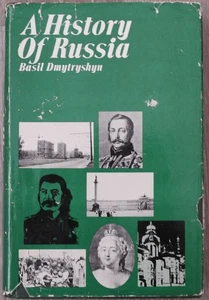 A History
Of Russia
Basil Dmytryshyn